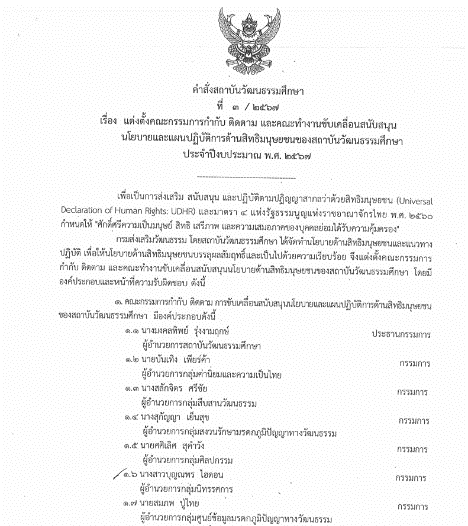 คำสั่งสถาบันวัฒนธรรมศึกษา
ที่ ๓ / ๒๕๖๗
เรื่อง แต่งตั้งคณะกรรมการกำกับ ติดตาม และคณะทำงานขับเคลื่อนสนับสนุน
นโยบายและแผนปฏิบัติการด้านสิทธิมนุษยชนของสถาบันวัฒนธรรมศึกษา
ประจำปีงบประมาณ พ.ศ. ๒๕๖๗
เพื่อเป็นการส่งเสริม สนับสนุน และปฏิบัติตามปฏิญญาสากลว่าด้วยสิทธิมนุษยชน (Universal
Declaration of Human Rights: UDHR) และมาตรา ๔ แห่งรัฐธรรมนูญแห่งราชอาณาจักรไทย พ.ศ. ๒๕๖๐
กำหนดให้ "ศักดิ์ศรีความเป็นมนุษย์ สิทธิ เสรีภาพ และความเสมอภาคของบุคคลย่อมได้รับความคุ้มครอง"
กรมส่งเสริมวัฒนธรรม โดยสถาบันวัฒนธรรมศึกษา ได้จัดทำนโยบายด้านสิทธิมนุษยชนและแนวทาง
ปฏิบัติ เพื่อให้นโยบายด้านสิทธิมนุษยชนบรรลุผลสัมฤทธิ์และเป็นไปด้วยความเรียบร้อย จึงแต่งตั้งคณะกรรมการ
กำกับ ติดตาม และคณะทำงานขับเคลื่อนสนับสนุนนโยบายด้านสิทธิมนุษยชนของสถาบันวัฒนธรรมศึกษา โดยมี
องค์ประกอบและหน้าที่ความรับผิดชอบ ดังนี้
๑. คณะกรรมการกำกับ ติดตาม การขับเคลื่อนสนับสนุนนโยบายและแผนปฏิบัติการด้านสิทธิมนุษยชน
ของสถาบันวัฒนธรรมศึกษา มีองค์ประกอบดังนี้
๑.๑ นางมงคลทิพย์ รุ่งงามฤกษ์ ประธานกรรมการ
ผู้อำนวยการสถาบันวัฒนธรรมศึกษา
๑.๒ นายบันเทิง เพียร์ค้า กรรมการ
ผู้อำนวยการกลุ่มค่านิยมและความเป็นไทย
๑.๓ นางสลักจิตร ศรีชัย กรรมการ
ผู้อำนวยการกลุ่มสืบสานวัฒนธรรม
๑.๔ นางสุกัญญา เย็นสุข กรรมการ
ผู้อำนวยการกลุ่มสงวนรักษามรดกภูมิปัญญาทางวัฒนธรรม
๑.๕ นายศติเลิศ สุคำวัง กรรมการ
ผู้อำนวยการกลุ่มศิลปกรรม
๑.๖ นางสาวบุญณพร ไฮคอน กรรมการ
ผู้อำนวยการกลุ่มนิทรรศการ
๑.๗ นายสมภพ ปู่ไทย กรรมการ
ผู้อำนวยการกลุ่มศูนย์ข้อมูลมรดกภูมิปัญญาทางวัฒนธรรม